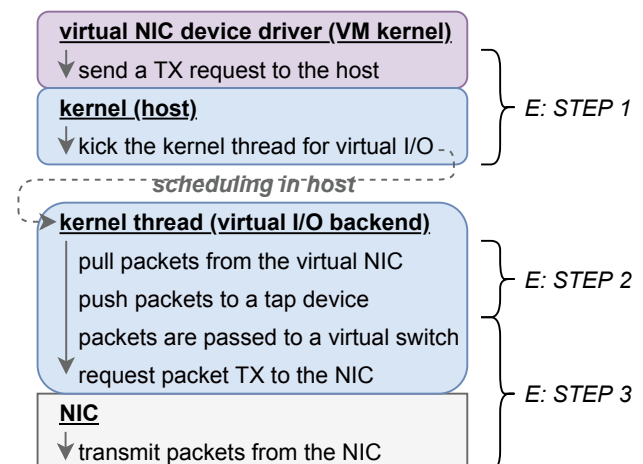 virtual NIC device driver (VM kernel)
send a TX request to the host
E: STEP 1
kernel (host)
kick the kernel thread for virtual I/O
scheduling in host
kernel thread (virtual I/O backend)
pull packets from the virtual NIC
E: STEP 2
push packets to a tap device
packets are passed to a virtual switch
request packet TX to the NIC
E: STEP 3
NIC
transmit packets from the NIC